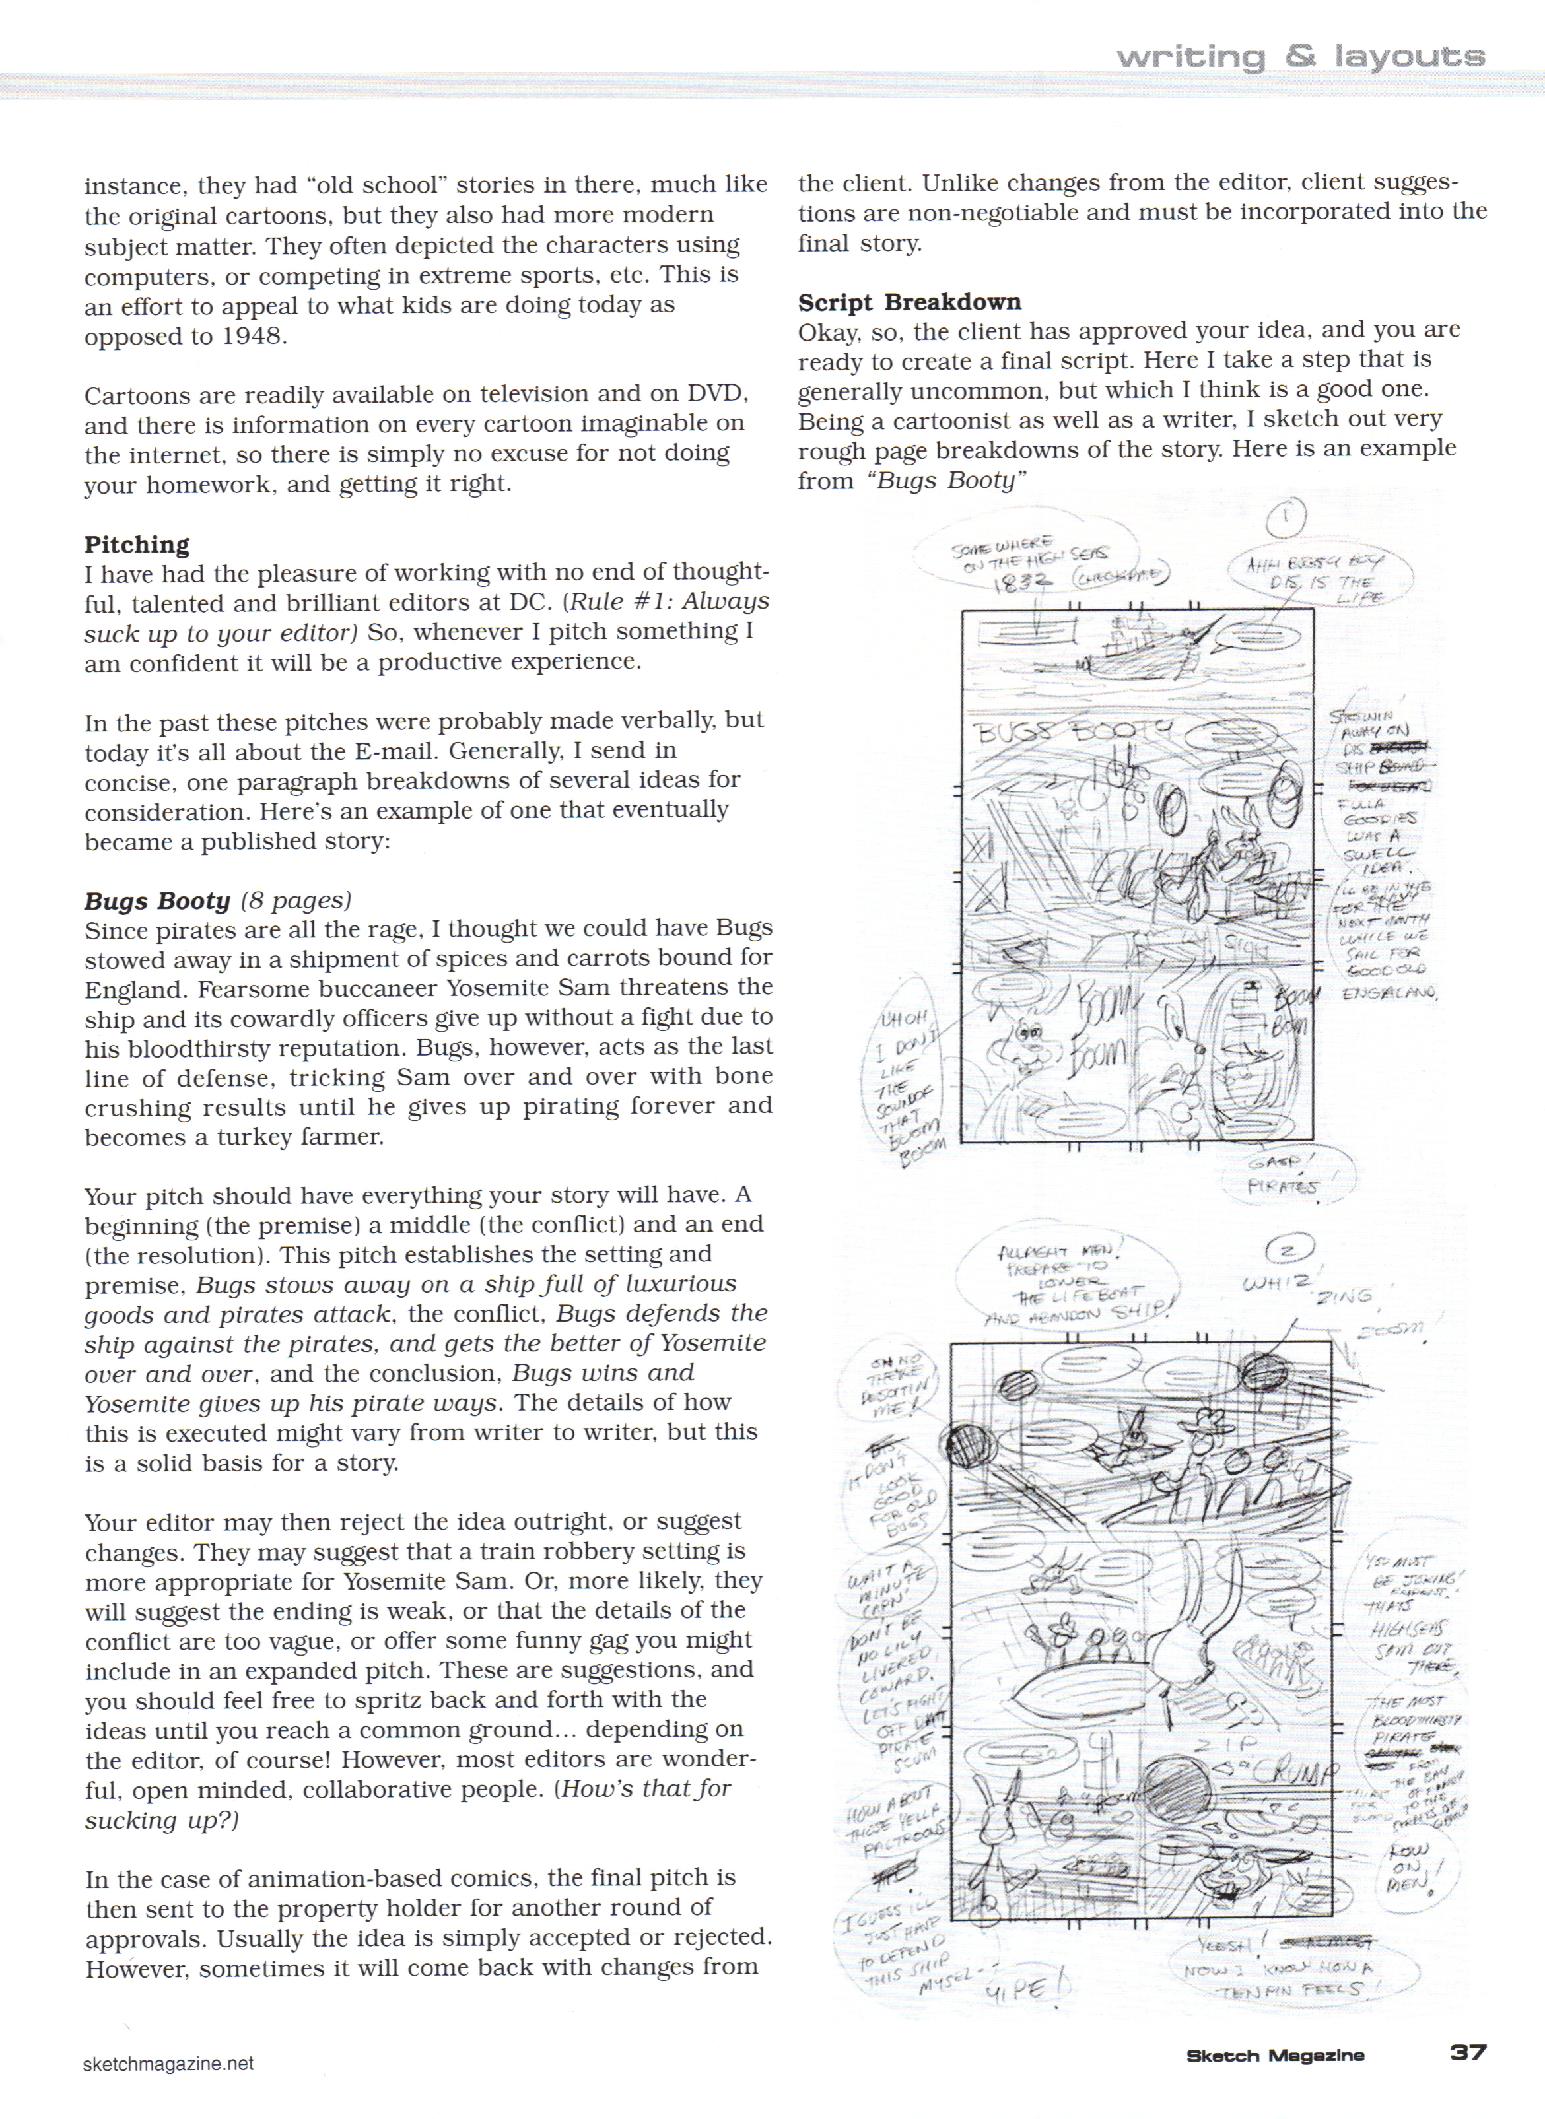 writing & layouts
instance, they had “old school” stories in there, much like
the original cartoons, but they also had more modern
subject matter. They often depicted the characters using
computers, or competing in extreme sports, etc. This is
an effort to appeal to what kids are doing today as
opposed to 1948.
Cartoons are readily available on television and on DVD,
and there is information on every cartoon imaginable on
the internet, so there is simply no excuse for not doing
your homework, and getting it right.
Pitching
I have had the pleasure of working with no end of thought-
ful, talented and brilliant editors at DC. (Rule #1: Always
suck up to your editor) So, whenever I pitch something I
am confident it will be a productive experience.
In the past these pitches were probably made verbally, but
today it’s all about the E-mail. Generally, I send in
concise, one paragraph breakdowns of several ideas for
consideration. Here’s an example of one that eventually
became a published story:
Bugs Booty (8 pages)
Since pirates are all the rage, I thought we could have Bugs
stowed away in a shipment of spices and carrots bound for
England. Fearsome buccaneer Yosemite Sam threatens the
ship and its cowardly officers give up without a fight due to
his bloodthirsty reputation. Bugs, however, acts as the last
line of defense, tricking Sam over and over with bone
crushing results until he gives up pirating forever and
becomes a turkey farmer.
Your pitch should have everything your story will have. A
beginning (the premise) a middle (the conflict) and an end
(the resolution). This pitch establishes the setting and
premise, Bugs stows away on a ship full of luxurious
goods and pirates attack, the conflict, Bugs defends the
ship against the pirates, and gets the better of Yosemite
over and over, and the conclusion, Bugs wins and
Yosemite gives up his pirate ways. The details of how
this is executed might vary from writer to writer, but this
is a solid basis for a story.
Your editor may then reject the idea outright, or suggest
changes. They may suggest that a train robbery setting is
more appropriate for Yosemite Sam. Or, more likely, they
will suggest the ending is weak, or that the details of the
conflict are too vague, or offer some funny gag you might
include in an expanded pitch. These are suggestions, and
you should feel free to spritz back and forth with the
ideas until you reach a common ground... depending on
the editor, of course! However, most editors are wonder-
ful, open minded, collaborative people. (How’s that for
sucking up?)
In the case of animation-based comics, the final pitch is
then sent to the property holder for another round of
approvals. Usually the idea is simply accepted or rejected.
However, sometimes it will come back with changes from
the client. Unlike changes from the editor, client sugges-
tions are non-negotiable and must be incorporated into the
final story.
Script Breakdown
Okay, so, the client has approved your idea, and you are
ready to create a final script. Here I take a step that is
generally uncommon, but which I think is a good one.
Being a cartoonist as well as a writer, I sketch out very
rough page breakdowns of the story. Here is an example
from “Bugs Booty”
1
SOMEWHERE
ON THE HIGH SEAS
1832
DIS IS THE
LIFE
BUGS BOOTY
STOWIN
AWAY ON
DIS
SHIP
FULLA
GOODIES
WAS A
SWELL
IDEA.
I'LL BE IN THE
GRAVY
FOR THE
NEXT MONTH
WHILE WE
SAIL FOR
GOOD OLD
ENGALAND.
SIGH
UH OH
I DON'T
LIKE
THE
SOUND OF
THAT
BOOM
BOOM
BOOM
BOOM
BOOM
BOOM
GASP!
PIRATES!
2
ALLRIGHT MEN!
PREPARE TO
LOWER
THE LIFEBOAT
AND ABANDON SHIP!
WHIZ!
ZING!
ZOOM!
OH NO
THEY'RE
DESOTIN
ME!
IT DON'T
LOOK
GOOD
FOR OLD
BUGS
WAIT A
MINUTE
CAPN
DON'T BE
NO LILY
LIVERED
COWARD.
LET'S FIGHT
OFF DAT
PIRATE
SCUM
YOU MUST
BE JOKING!
THATS
HIGHSEAS
SAM OUT
THERE.
THE MOST
BLOODTHIRSTY
PIRATE
ROW
ON,
MEN!
ZIP
CRUMP
HOW ABOUT
THOSE YELLA
PALTROONS
I GUESS ILL
JUST HAVE
TO DEFEND
THIS SHIP
MYSEL--
YIPE!
YEESH!
NOW I KNOW HOW A
TENPIN FEELS!
sketchmagazine.net
Sketch Magazine 37